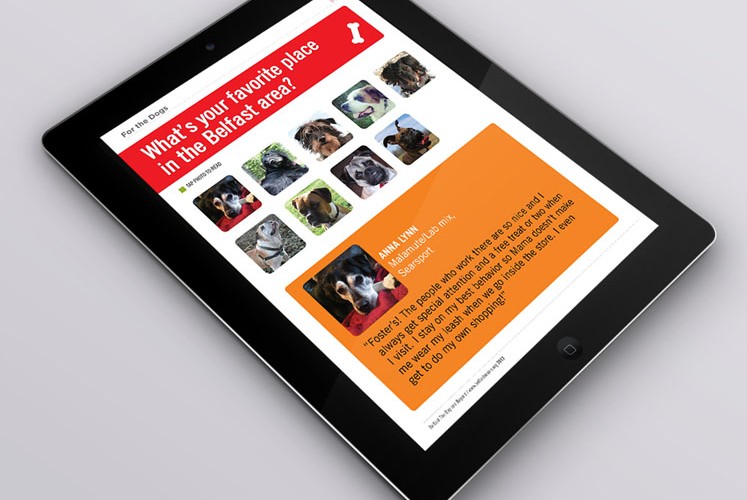 For the Dogs
What's your favorite place
in the Belfast area?
TAP PHOTO TO READ
ANNA LYNN
Malamute/Lab mix,
Searsport
"Foster's! The people who work there are so nice and I
always get special attention and a free treat or two when
I visit. I stay on my best behavior so Mama doesn't make
me wear my leash when we go inside the store. I even
get to do my own shopping!"